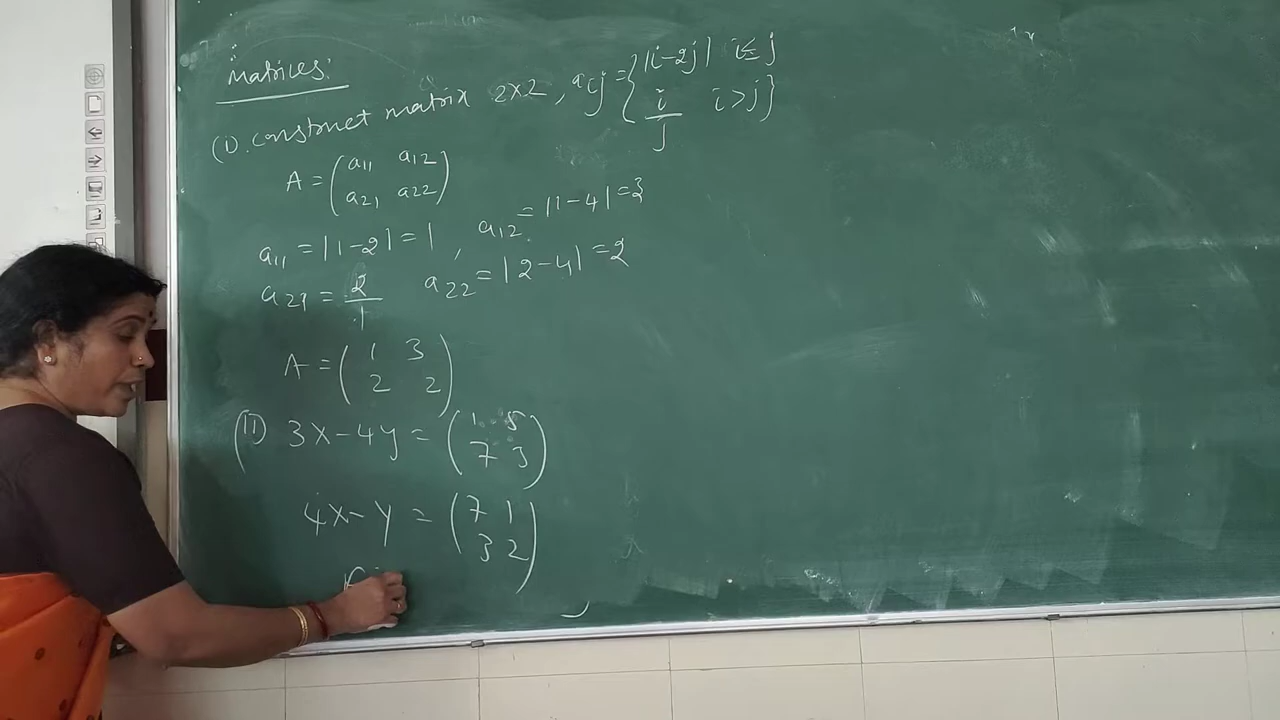 Matrices:
(1). Construct matrix 2x2, aij = { |i-2j| i≤j
i/j i>j }
A = ( a11 a12
a21 a22 )
a11 = |1-2| = 1 , a12 = |1-4| = 3
a21 = 2/1 a22 = |2-4| = 2
A = ( 1 3
2 2 )
(11) 3X-4y = ( 1 5
7 3 )
4X-y = ( 7 1
3 2 )